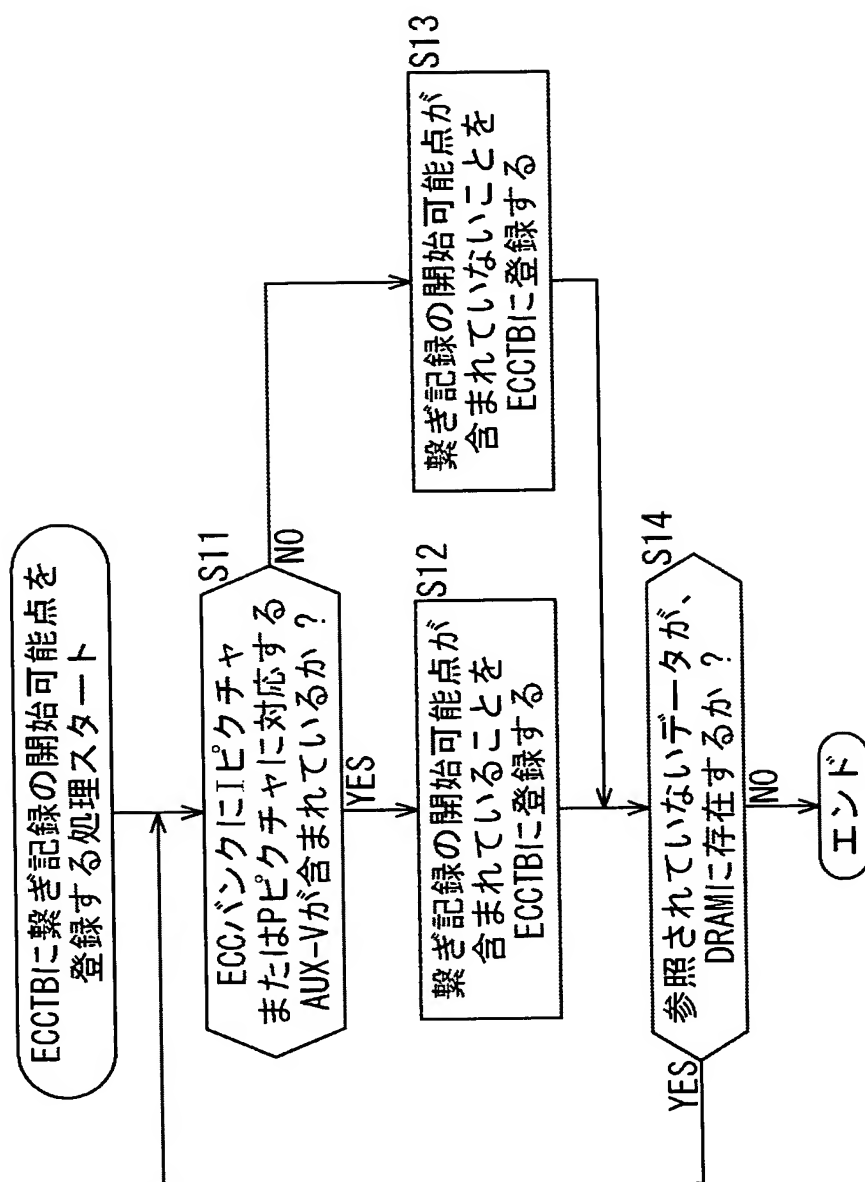 ECCTBに繋ぎ記録の開始可能点を
登録する処理スタート
S11
ECCバンクにIピクチャ
またはPピクチャに対応する
AUX-Vが含まれているか?
NO
YES
S12
繋ぎ記録の開始可能点が
含まれていることを
ECCTBに登録する
S13
繋ぎ記録の開始可能点が
含まれていないことを
ECCTBに登録する
S14
参照されていないデータが、
DRAMに存在するか?
YES
NO
エンド